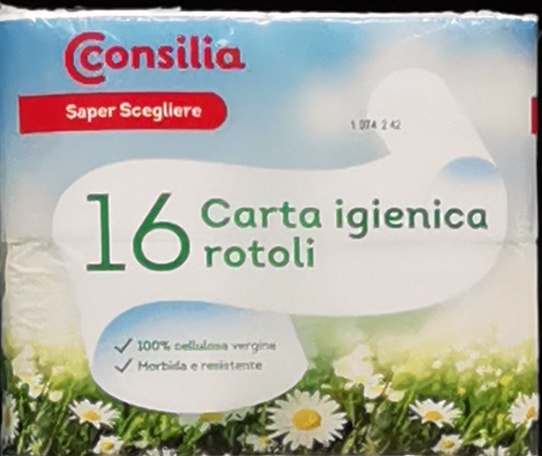 Consilia
Saper Scegliere
1 074 2 42
16 Carta igienica
rotoli
100% cellulosa vergine
Morbida e resistente